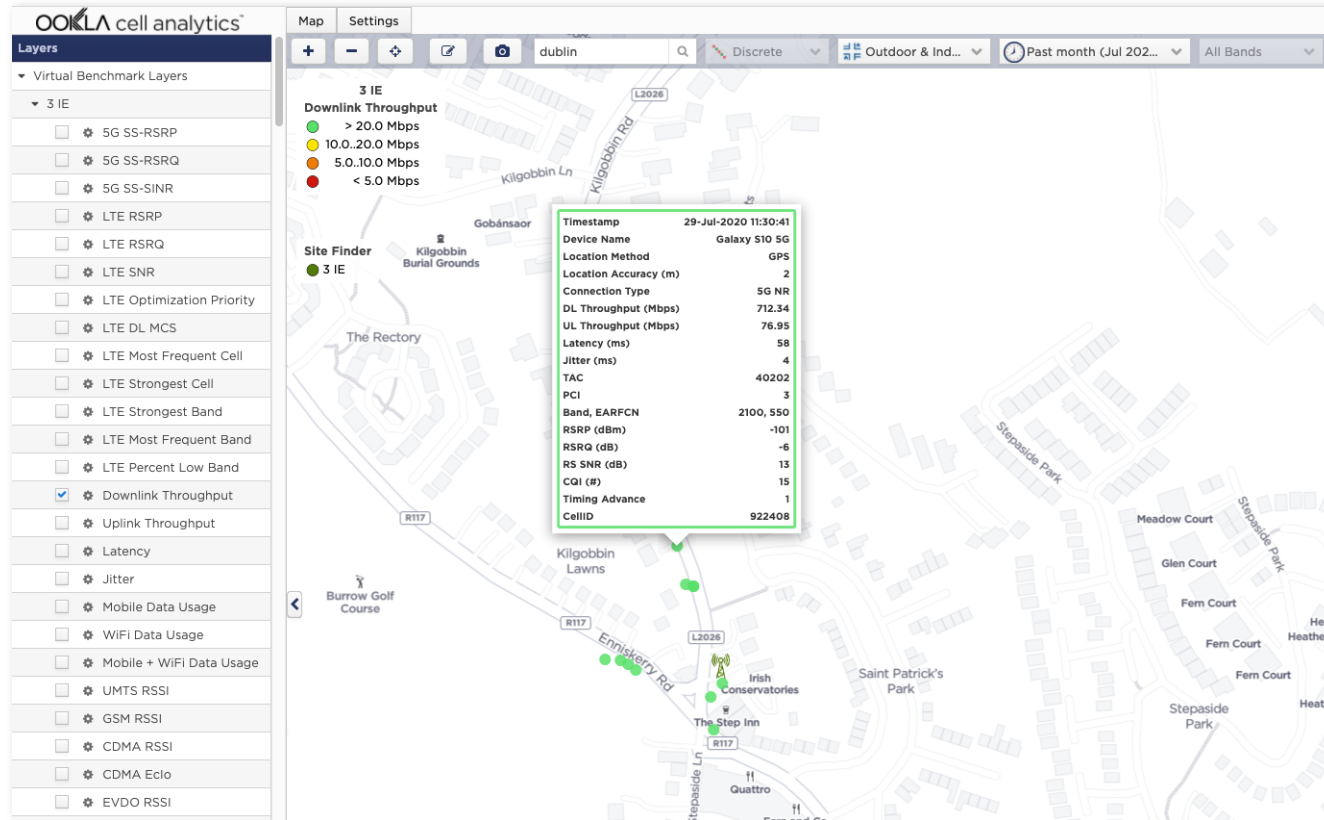 OOKLA cell analytics™
Map
Settings
Layers
Virtual Benchmark Layers
3 IE
5G SS-RSRP
5G SS-RSRQ
5G SS-SINR
LTE RSRP
LTE RSRQ
LTE SNR
LTE Optimization Priority
LTE DL MCS
LTE Most Frequent Cell
LTE Strongest Cell
LTE Strongest Band
LTE Most Frequent Band
LTE Percent Low Band
Downlink Throughput
Uplink Throughput
Latency
Jitter
Mobile Data Usage
WiFi Data Usage
Mobile + WiFi Data Usage
UMTS RSSI
GSM RSSI
CDMA RSSI
CDMA EcIo
EVDO RSSI
dublin
Discrete
Outdoor & Ind...
Past month (Jul 202...
All Bands
3 IE
Downlink Throughput
> 20.0 Mbps
10.0..20.0 Mbps
5.0..10.0 Mbps
< 5.0 Mbps
Site Finder
3 IE
L2026
Kilgobbin Rd
Kilgobbin Ln
Gobánsaor
Kilgobbin
Burial Grounds
The Rectory
Timestamp 29-Jul-2020 11:30:41
Device Name Galaxy S10 5G
Location Method GPS
Location Accuracy (m) 2
Connection Type 5G NR
DL Throughput (Mbps) 712.34
UL Throughput (Mbps) 76.95
Latency (ms) 58
Jitter (ms) 4
TAC 40202
PCI 3
Band, EARFCN 2100, 550
RSRP (dBm) -101
RSRQ (dB) -6
RS SNR (dB) 13
CQI (#) 15
Timing Advance 1
CellID 922408
Stepaside Park
R117
Meadow Court
Stepaside Park
Kilgobbin
Lawns
Glen Court
Burrow Golf
Course
Fern Court
R117
Enniskerry Rd
L2026
Fern Court
Irish
Conservatories
Saint Patrick's
Park
Fern Court
The Step Inn
Stepaside
Park
R117
Stepaside Ln
Quattro